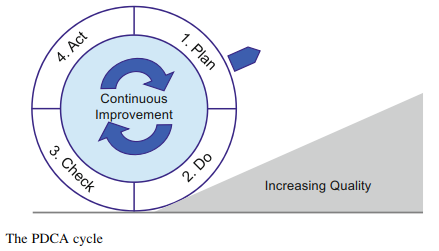 4. Act
1. Plan
Continuous
Improvement
3. Check
2. Do
Increasing Quality
The PDCA cycle